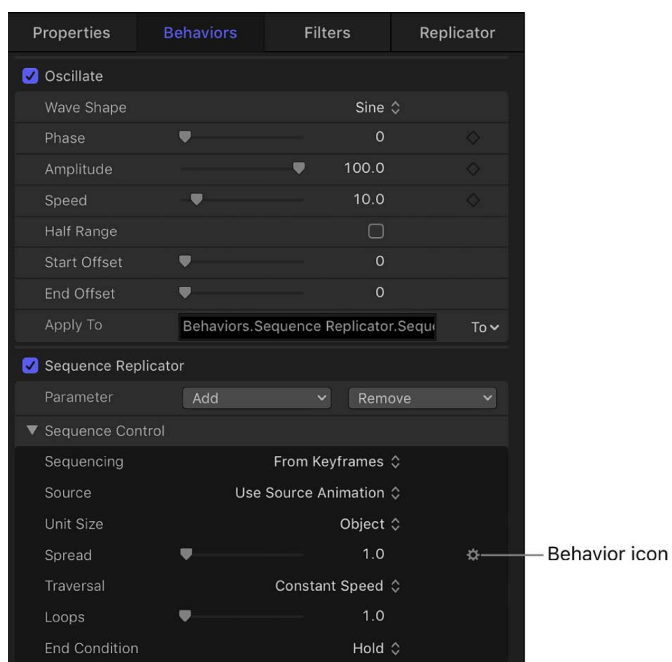 Properties Behaviors Filters Replicator
Oscillate
Wave Shape Sine
Phase 0
Amplitude 100.0
Speed 10.0
Half Range
Start Offset 0
End Offset 0
Apply To Behaviors.Sequence Replicator.Seque To
Sequence Replicator
Parameter Add Remove
Sequence Control
Sequencing From Keyframes
Source Use Source Animation
Unit Size Object
Spread 1.0 Behavior icon
Traversal Constant Speed
Loops 1.0
End Condition Hold